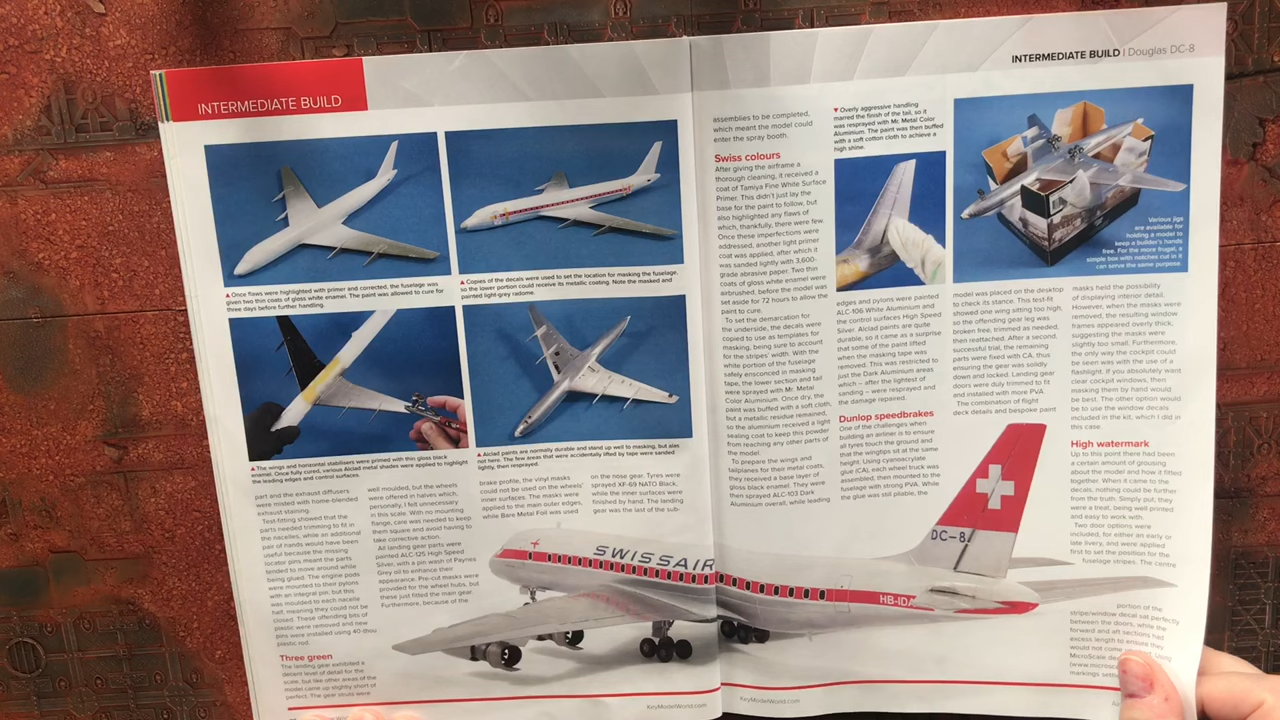 INTERMEDIATE BUILD
▲ Once flaws were highlighted with primer and corrected, the fuselage was
given two thin coats of gloss white enamel. The paint was allowed to cure for
three days before further handling.
▲ Copies of the decals were used to set the location for masking the fuselage,
so the lower portion could receive its metallic coating. Note the masked and
painted light-grey radome.
▲ The wings and horizontal stabilisers were primed with thin gloss black
enamel. Once fully cured, various Alclad metal shades were applied to highlight
the leading edges and control surfaces.
▲ Alclad paints are normally durable and stand up well to masking, but alas
not here. The few areas that were accidentally lifted by tape were sanded
lightly, then resprayed.
part and the exhaust diffusers
were misted with home-blended
exhaust staining.
Test-fitting showed that the
parts needed trimming to fit in
the nacelles, while an additional
pair of hands would have been
useful because the missing
locator pins meant the parts
tended to move around while
being glued. The engine pods
were mounted to their pylons
with an integral pin, but this
was moulded to each nacelle
half, meaning they could not be
closed. These offending bits of
plastic were removed and new
pins were installed using 40-thou
plastic rod.
Three green
The landing gear exhibited a
decent level of detail for the
scale, but like other areas of the
model came up slightly short of
perfect. The gear struts were
well moulded, but the wheels
were offered in halves which,
personally, I felt unnecessary
in this scale. With no mounting
flange, care was needed to keep
them square and avoid having to
take corrective action.
All landing gear parts were
painted ALC-125 High Speed
Silver, with a pin wash of Paynes
Grey oil to enhance their
appearance. Pre-cut masks were
provided for the wheel hubs, but
these just fitted the main gear.
Furthermore, because of the
brake profile, the vinyl masks
could not be used on the wheels'
inner surfaces. The masks were
applied to the main outer edges,
while Bare Metal Foil was used
on the nose gear. Tyres were
sprayed XF-69 NATO Black,
while the inner surfaces were
finished by hand. The landing
gear was the last of the sub-
KeyModelWorld.com
INTERMEDIATE BUILD | Douglas DC-8
assemblies to be completed,
which meant the model could
enter the spray booth.
Swiss colours
After giving the airframe a
thorough cleaning, it received a
coat of Tamiya Fine White Surface
Primer. This didn't just lay the
base for the paint to follow, but
also highlighted any flaws of
which, thankfully, there were few.
Once these imperfections were
addressed, another light primer
coat was applied, after which it
was sanded lightly with 3,600-
grade abrasive paper. Two thin
coats of gloss white enamel were
airbrushed, before the model was
set aside for 72 hours to allow the
paint to cure.
To set the demarcation for
the underside, the decals were
copied to use as templates for
masking, being sure to account
for the stripes' width. With the
white portion of the fuselage
safely ensconced in masking
tape, the lower section and tail
were sprayed with Mr. Metal
Color Aluminium. Once dry, the
paint was buffed with a soft cloth,
but a metallic residue remained,
so the aluminium received a light
sealing coat to keep this powder
from reaching any other parts of
the model.
To prepare the wings and
tailplanes for their metal coats,
they received a base layer of
gloss black enamel. They were
then sprayed ALC-103 Dark
Aluminium overall, while leading
▼ Overly aggressive handling
marred the finish of the tail, so it
was resprayed with Mr. Metal Color
Aluminium. The paint was then buffed
with a soft cotton cloth to achieve a
high shine.
Various jigs
are available for
holding a model to
keep a builder's hands
free. For the more frugal, a
simple box with notches cut in it
can serve the same purpose.
edges and pylons were painted
ALC-106 White Aluminium and
the control surfaces High Speed
Silver. Alclad paints are quite
durable, so it came as a surprise
that some of the paint lifted
when the masking tape was
removed. This was restricted to
just the Dark Aluminium areas
which – after the lightest of
sanding – were resprayed and
the damage repaired.
Dunlop speedbrakes
One of the challenges when
building an airliner is to ensure
all tyres touch the ground and
that the wingtips sit at the same
height. Using cyanoacrylate
glue (CA), each wheel truck was
assembled, then mounted to the
fuselage with strong PVA. While
the glue was still pliable, the
model was placed on the desktop
to check its stance. This test-fit
showed one wing sitting too high,
so the offending gear leg was
broken free, trimmed as needed,
then reattached. After a second,
successful trial, the remaining
parts were fixed with CA, thus
ensuring the gear was solidly
down and locked. Landing gear
doors were duly trimmed to fit
and installed with more PVA.
The combination of flight
deck details and bespoke paint
masks held the possibility
of displaying interior detail.
However, when the masks were
removed, the resulting window
frames appeared overly thick,
suggesting the masks were
slightly too small. Furthermore,
the only way the cockpit could
be seen was with the use of a
flashlight. If you absolutely want
clear cockpit windows, then
masking them by hand would
be best. The other option would
be to use the window decals
included in the kit, which I did in
this case.
High watermark
Up to this point there had been
a certain amount of grousing
about the model and how it fitted
together. When it came to the
decals, nothing could be further
from the truth. Simply put, they
were a treat, being well printed
and easy to work with.
Two door options were
included, for either an early or
late livery, and were applied
first to set the position for the
fuselage stripes. The centre
portion of the
stripe/window decal sat perfectly
between the doors, while the
forward and aft sections had
excess length to ensure they
would not come up short. Using
MicroScale
(www.micros
markings
SWISSAIR
DC-8
HB-IDA
KeyModelWorld.com